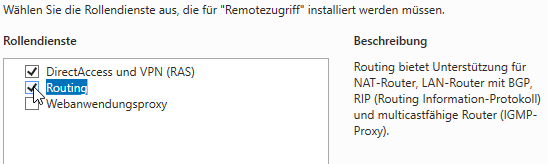 Wählen Sie die Rollendienste aus, die für "Remotezugriff" installiert werden müssen.
Rollendienste
DirectAccess und VPN (RAS)
Routing
Webanwendungsproxy
Beschreibung
Routing bietet Unterstützung für
NAT-Router, LAN-Router mit BGP,
RIP (Routing Information-Protokoll)
und multicastfähige Router (IGMP-
Proxy).